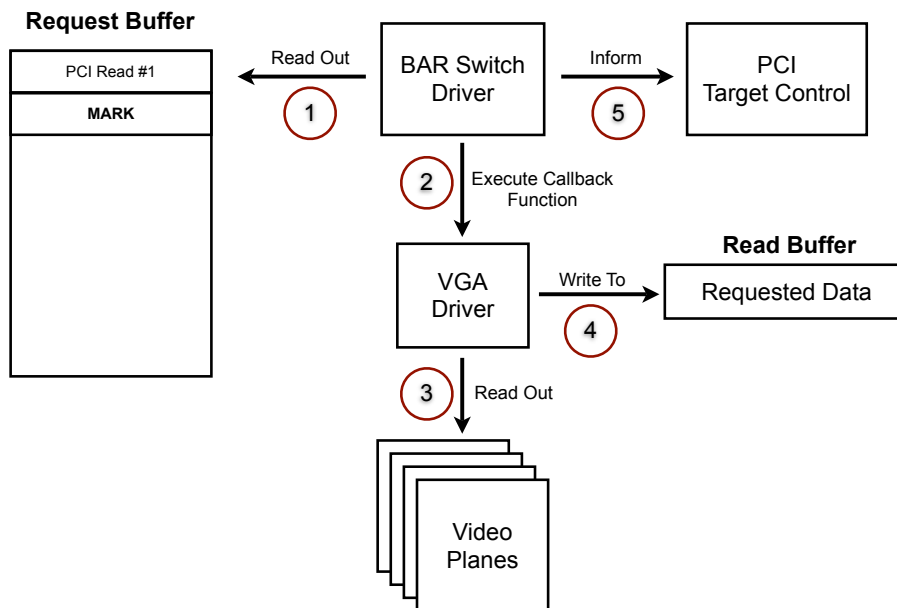 Request Buffer
PCI Read #1
MARK
Read Out
1
BAR Switch
Driver
Inform
5
PCI
Target Control
2
Execute Callback
Function
VGA
Driver
Write To
4
Read Buffer
Requested Data
3
Read Out
Video
Planes